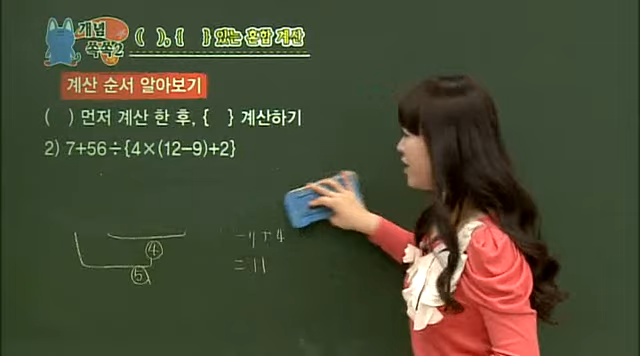 개념
쏙쏙2
( ), { } 있는 혼합 계산
계산 순서 알아보기
( ) 먼저 계산 한 후, { } 계산하기
2) 7+56÷{4×(12−9)+2}
④
7+4
⑤
=11